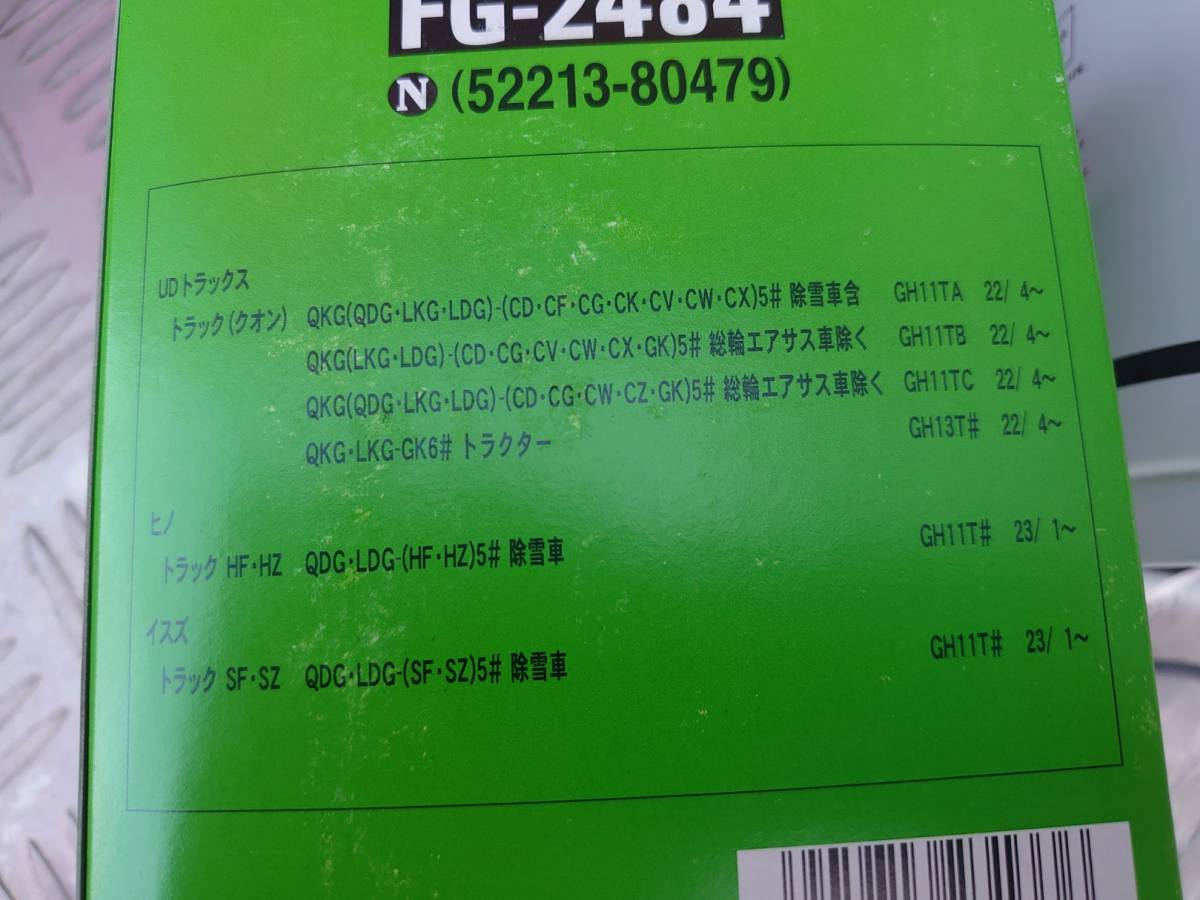 FG-2484
N (52213-80479)
UDトラックス
トラック(クオン) QKG(QDG・LKG・LDG)-(CD・CF・CG・CK・CV・CW・CX)5# 除雪車含 GH11TA 22/ 4~
QKG(LKG・LDG)-(CD・CG・CV・CW・CX・GK)5# 総輪エアサス車除く GH11TB 22/ 4~
QKG(QDG・LKG・LDG)-(CD・CG・CW・CZ・GK)5# 総輪エアサス車除く GH11TC 22/ 4~
QKG・LKG-GK6# トラクター GH13T# 22/ 4~
ヒノ
トラック HF・HZ QDG・LDG-(HF・HZ)5# 除雪車 GH11T# 23/ 1~
イスズ
トラック SF・SZ QDG・LDG-(SF・SZ)5# 除雪車 GH11T# 23/ 1~